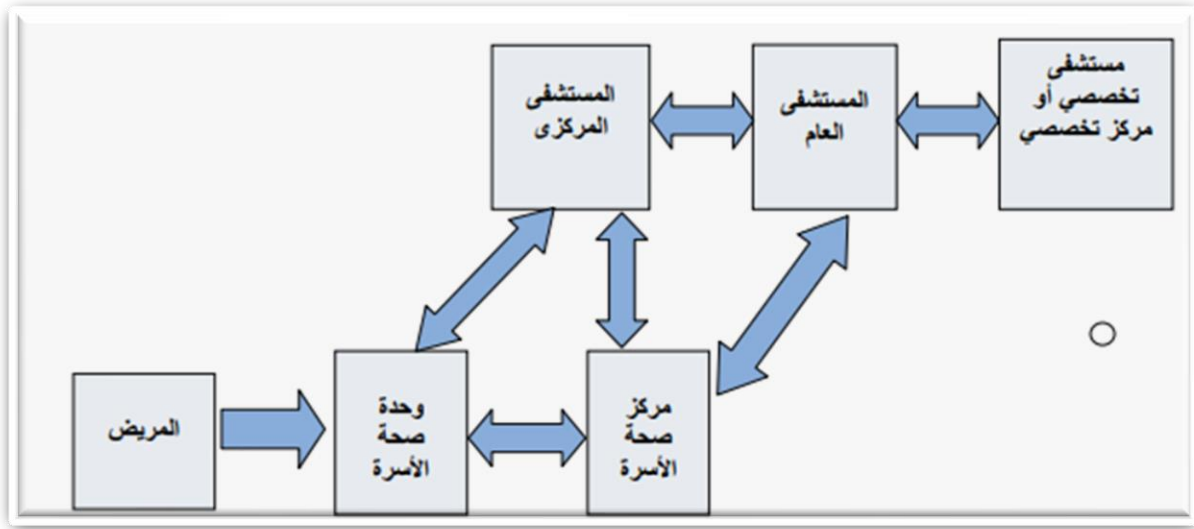 مستشفى
تخصصي أو
مركز تخصصي
المستشفى
العام
المستشفى
المركزى
مركز
صحة
الأسرة
وحدة
صحة
الأسرة
المريض